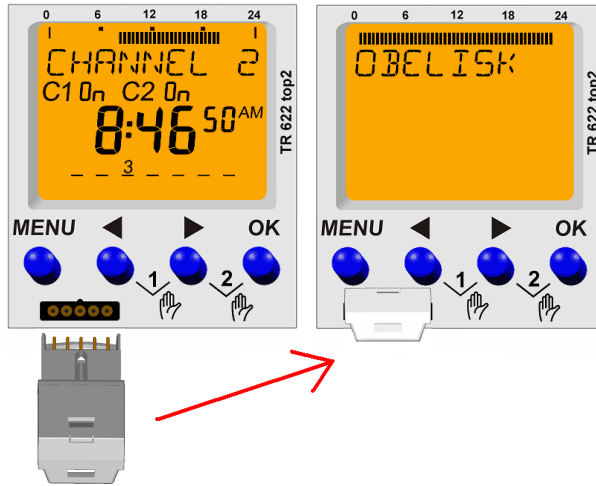 0 6 12 18 24
CHANNEL 2
C1 On C2 On
8:46 50 AM
3
TR 622 top2
MENU OK
1 2
0 6 12 18 24
OBELISK
TR 622 top2
MENU OK
1 2